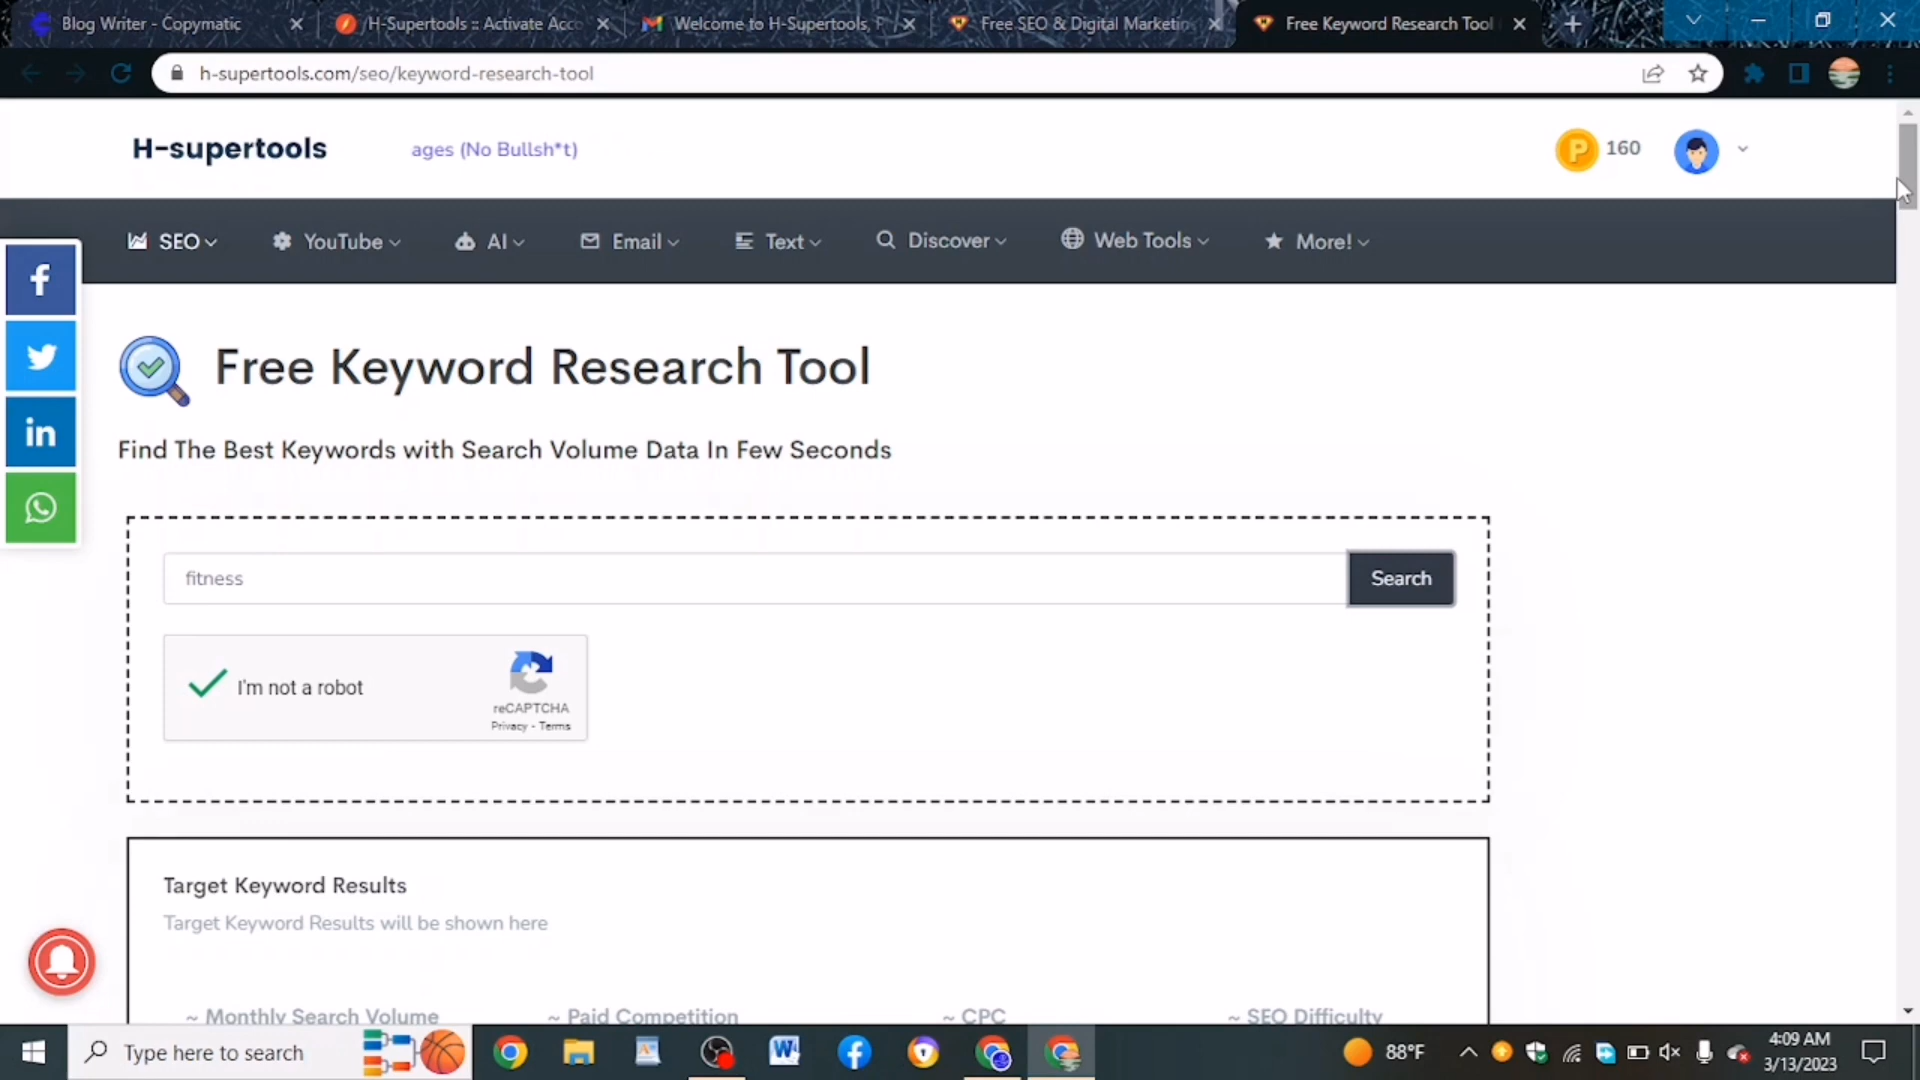 Blog Writer - Copymatic
/H-Supertools :: Activate Acco
Welcome to H-Supertools,
Free SEO & Digital Marketin
Free Keyword Research Tool
h-supertools.com/seo/keyword-research-tool
H-supertools
ages (No Bullsh*t)
P 160
SEO
YouTube
AI
Email
Text
Discover
Web Tools
More!
Free Keyword Research Tool
Find The Best Keywords with Search Volume Data In Few Seconds
fitness
Search
I'm not a robot
reCAPTCHA
Privacy - Terms
Target Keyword Results
Target Keyword Results will be shown here
~ Monthly Search Volume
~ Paid Competition
~ CPC
~ SEO Difficulty
Type here to search
88°F
4:09 AM
3/13/2023